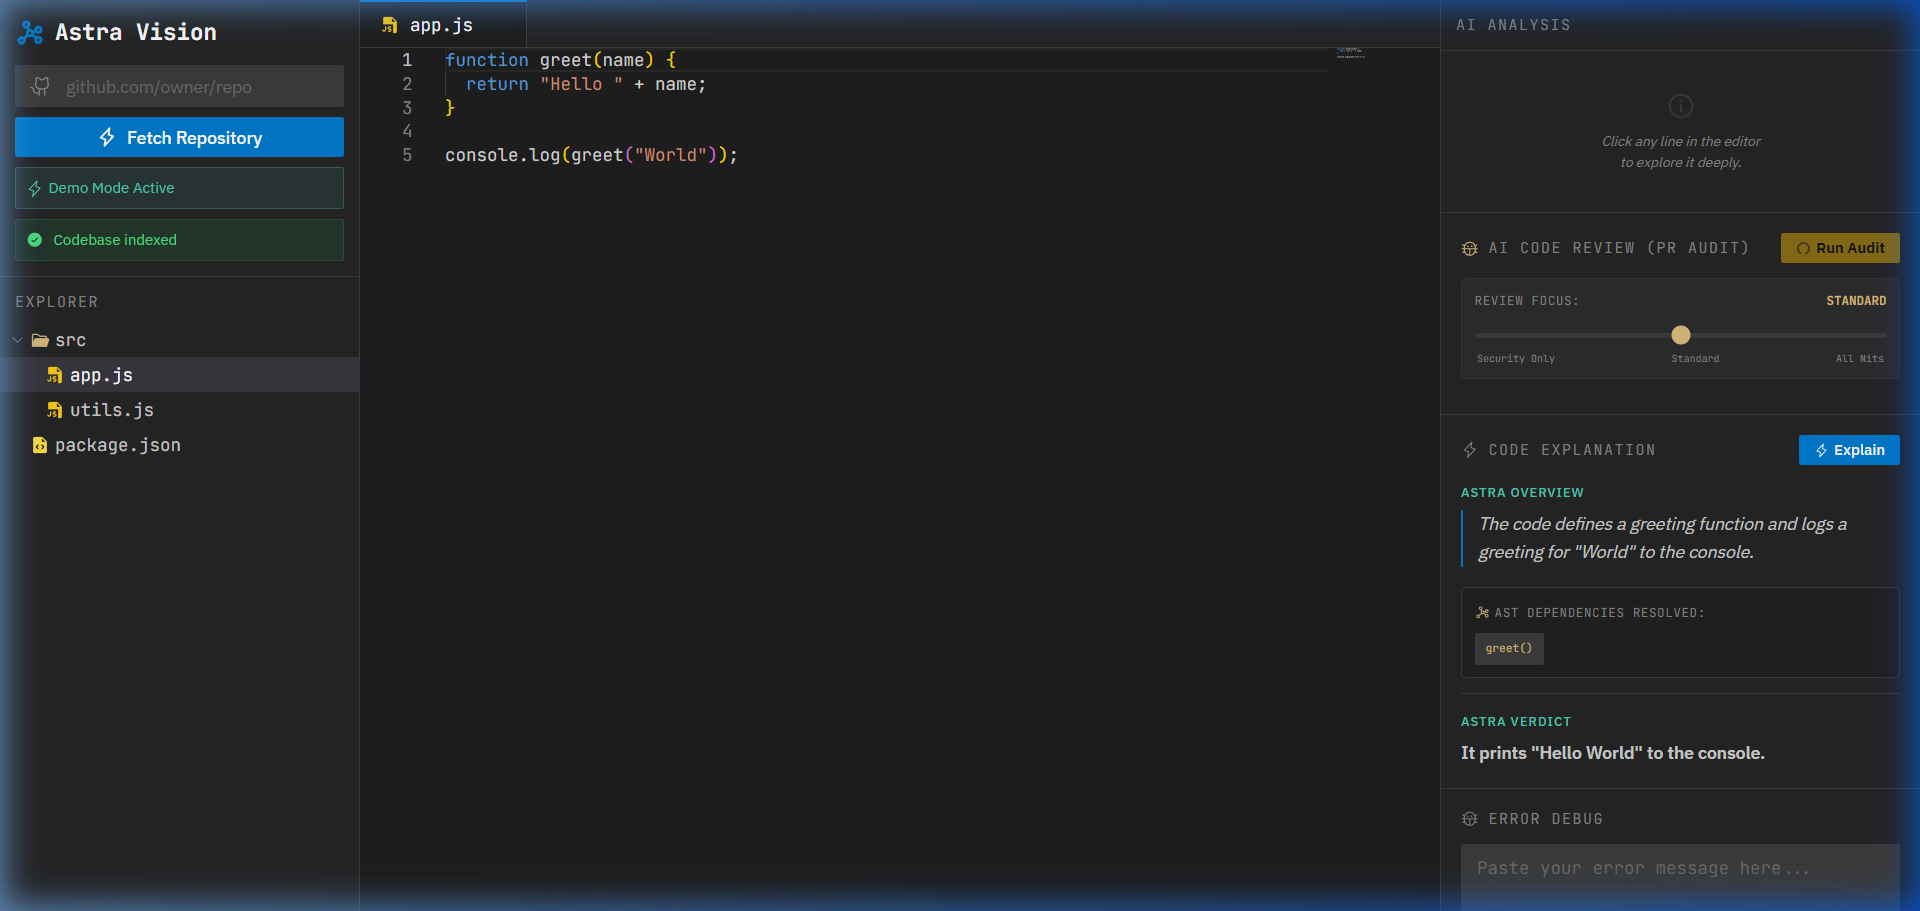 Astra Vision
github.com/owner/repo
Fetch Repository
Demo Mode Active
Codebase indexed
EXPLORER
src
JS app.js
JS utils.js
package.json
JS app.js
1 function greet(name) {
2 return "Hello " + name;
3 }
4
5 console.log(greet("World"));
AI ANALYSIS
Click any line in the editor
to explore it deeply.
AI CODE REVIEW (PR AUDIT)
Run Audit
REVIEW FOCUS:
STANDARD
Security Only
Standard
All Nits
CODE EXPLANATION
Explain
ASTRA OVERVIEW
The code defines a greeting function and logs a
greeting for "World" to the console.
AST DEPENDENCIES RESOLVED:
greet()
ASTRA VERDICT
It prints "Hello World" to the console.
ERROR DEBUG
Paste your error message here...